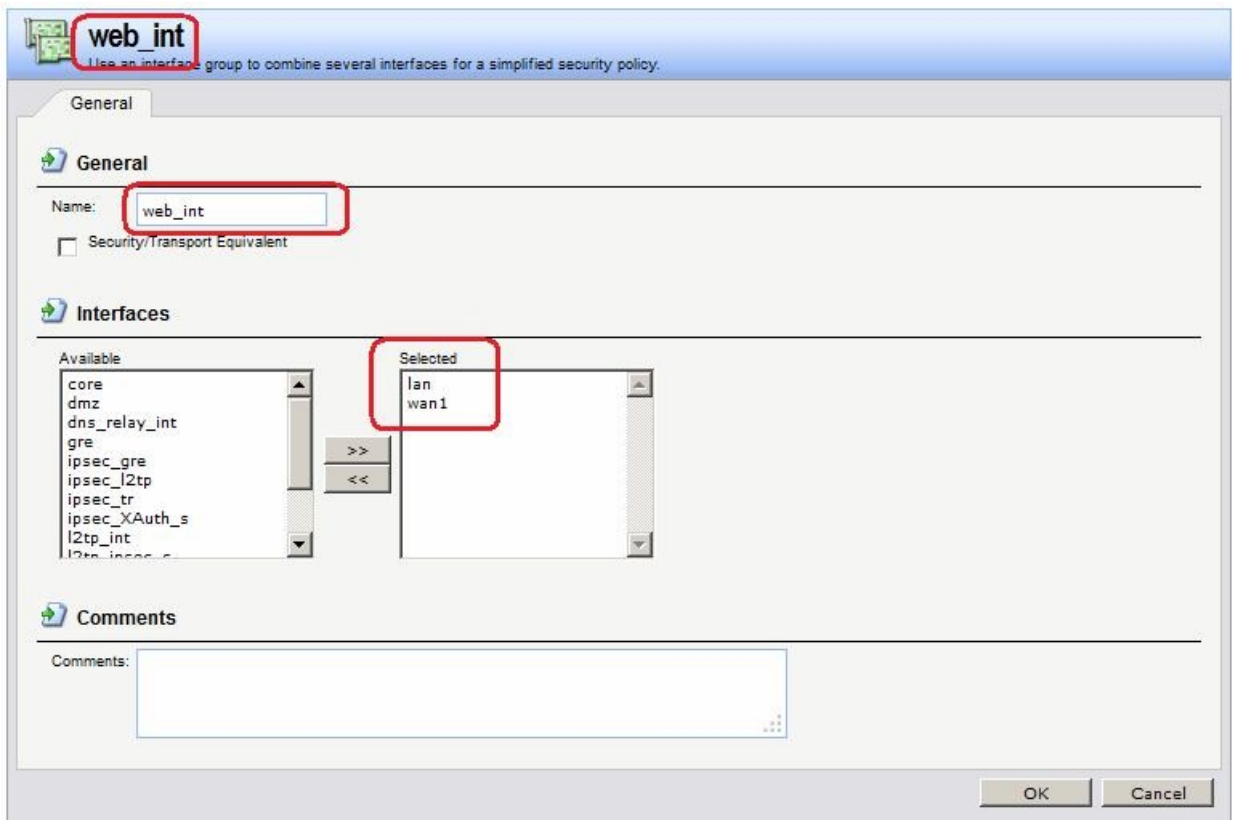 web_int
Use an interface group to combine several interfaces for a simplified security policy.
General
General
Name:
web_int
Security/Transport Equivalent
Interfaces
Available
core
dmz
dns_relay_int
gre
ipsec_gre
ipsec_l2tp
ipsec_tr
ipsec_XAuth_s
l2tp_int
>>
<<
Selected
lan
wan1
Comments
Comments:
OK
Cancel